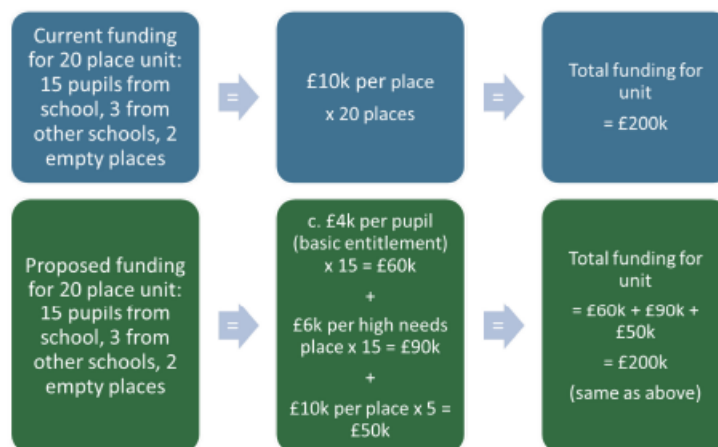 Current funding
for 20 place unit:
15 pupils from
school, 3 from
other schools, 2
empty places
=
£10k per place
x 20 places
=
Total funding for
unit
= £200k
Proposed funding
for 20 place unit:
15 pupils from
school, 3 from
other schools, 2
empty places
=
c. £4k per pupil
(basic entitlement)
x 15 = £60k
+
£6k per high needs
place x 15 = £90k
+
£10k per place x 5 =
£50k
=
Total funding for
unit
= £60k + £90k +
£50k
= £200k
(same as above)